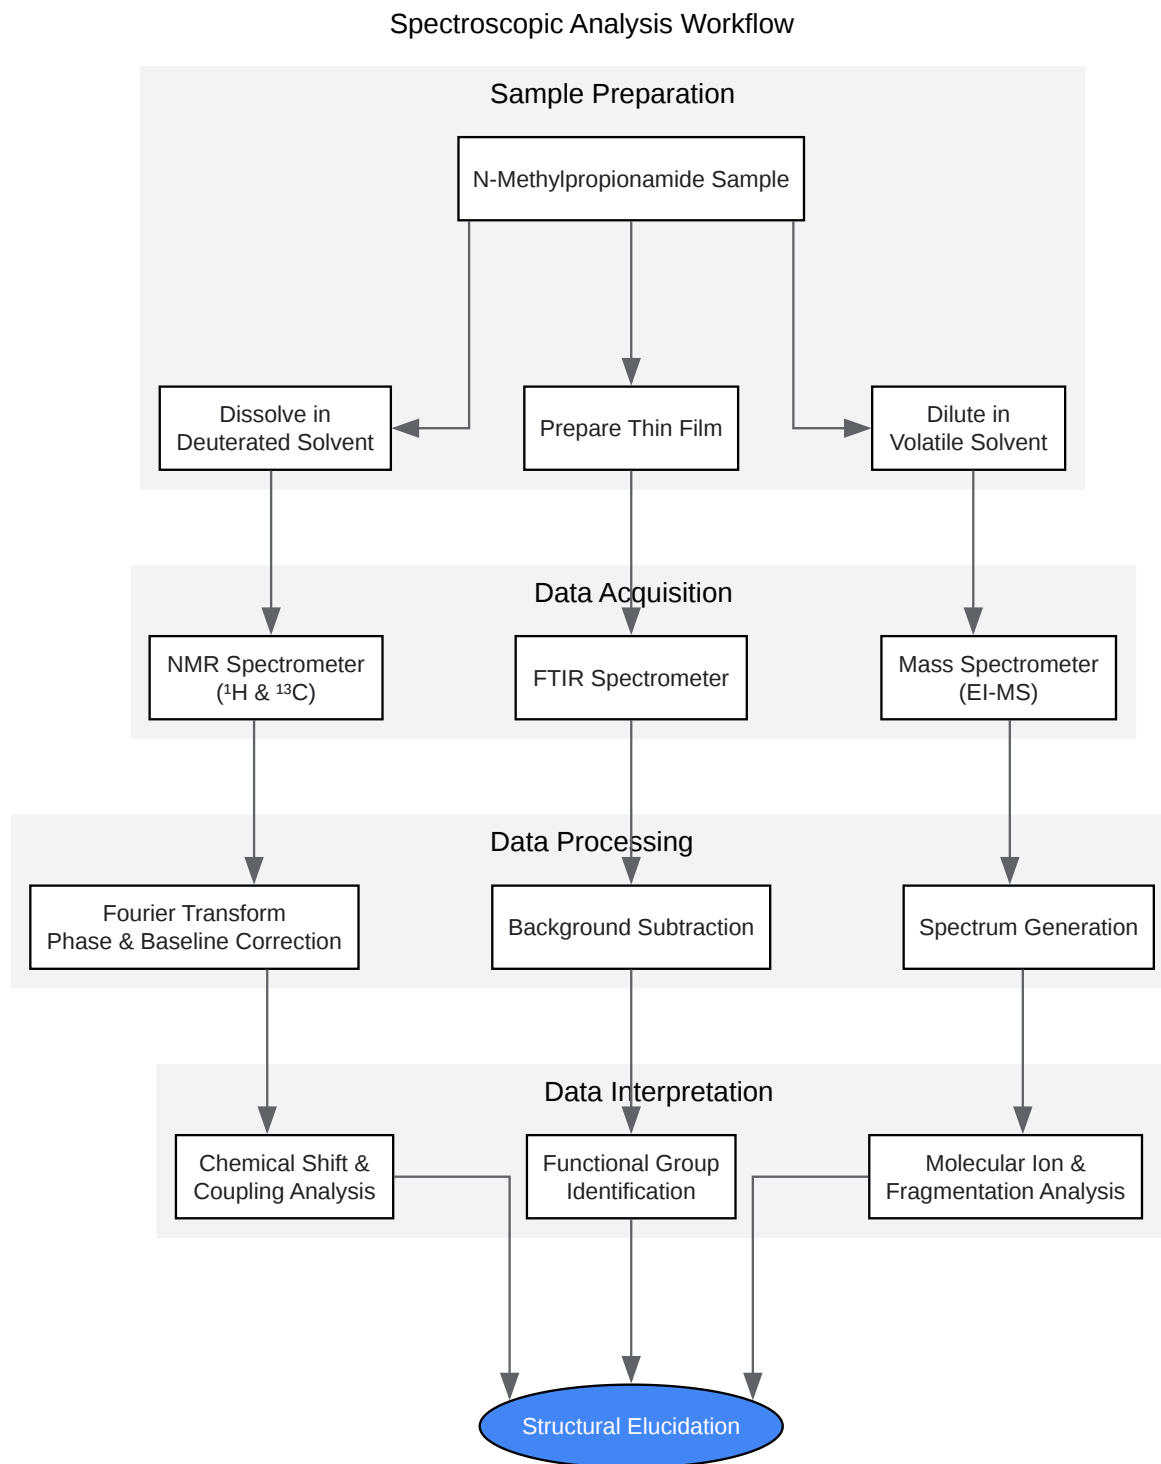 Spectroscopic Analysis Workflow
Sample Preparation
N-Methylpropionamide Sample
Dissolve in
Deuterated Solvent
Prepare Thin Film
Dilute in
Volatile Solvent
Data Acquisition
NMR Spectrometer
(¹H & ¹³C)
FTIR Spectrometer
Mass Spectrometer
(EI-MS)
Data Processing
Fourier Transform
Phase & Baseline Correction
Background Subtraction
Spectrum Generation
Data Interpretation
Chemical Shift &
Coupling Analysis
Functional Group
Identification
Molecular Ion &
Fragmentation Analysis
Structural Elucidation